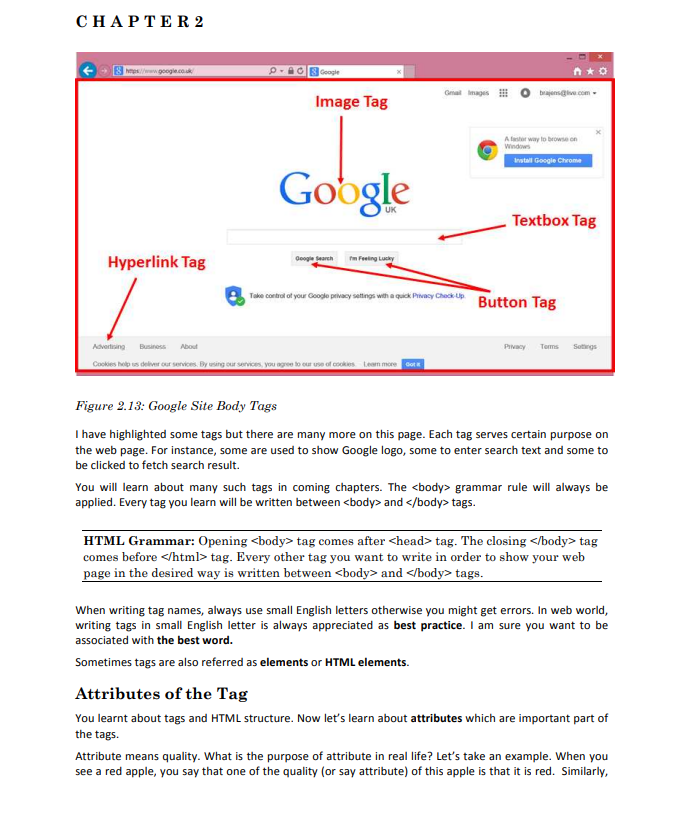 CHAPTER2
https://www.google.co.uk/
Google
Gmail Images
brajens@live.com
Image Tag
A faster way to browse on
Windows
Install Google Chrome
Google
UK
Textbox Tag
Hyperlink Tag
Google Search I'm Feeling Lucky
Take control of your Google privacy settings with a quick Privacy Check-Up
Button Tag
Advertising Business About Privacy Terms Settings
Cookies help us deliver our services. By using our services, you agree to our use of cookies. Learn more Got it
Figure 2.13: Google Site Body Tags
I have highlighted some tags but there are many more on this page. Each tag serves certain purpose on
the web page. For instance, some are used to show Google logo, some to enter search text and some to
be clicked to fetch search result.
You will learn about many such tags in coming chapters. The <body> grammar rule will always be
applied. Every tag you learn will be written between <body> and </body> tags.
HTML Grammar: Opening <body> tag comes after <head> tag. The closing </body> tag
comes before </html> tag. Every other tag you want to write in order to show your web
page in the desired way is written between <body> and </body> tags.
When writing tag names, always use small English letters otherwise you might get errors. In web world,
writing tags in small English letter is always appreciated as best practice. I am sure you want to be
associated with the best word.
Sometimes tags are also referred as elements or HTML elements.
Attributes of the Tag
You learnt about tags and HTML structure. Now let's learn about attributes which are important part of
the tags.
Attribute means quality. What is the purpose of attribute in real life? Let's take an example. When you
see a red apple, you say that one of the quality (or say attribute) of this apple is that it is red. Similarly,